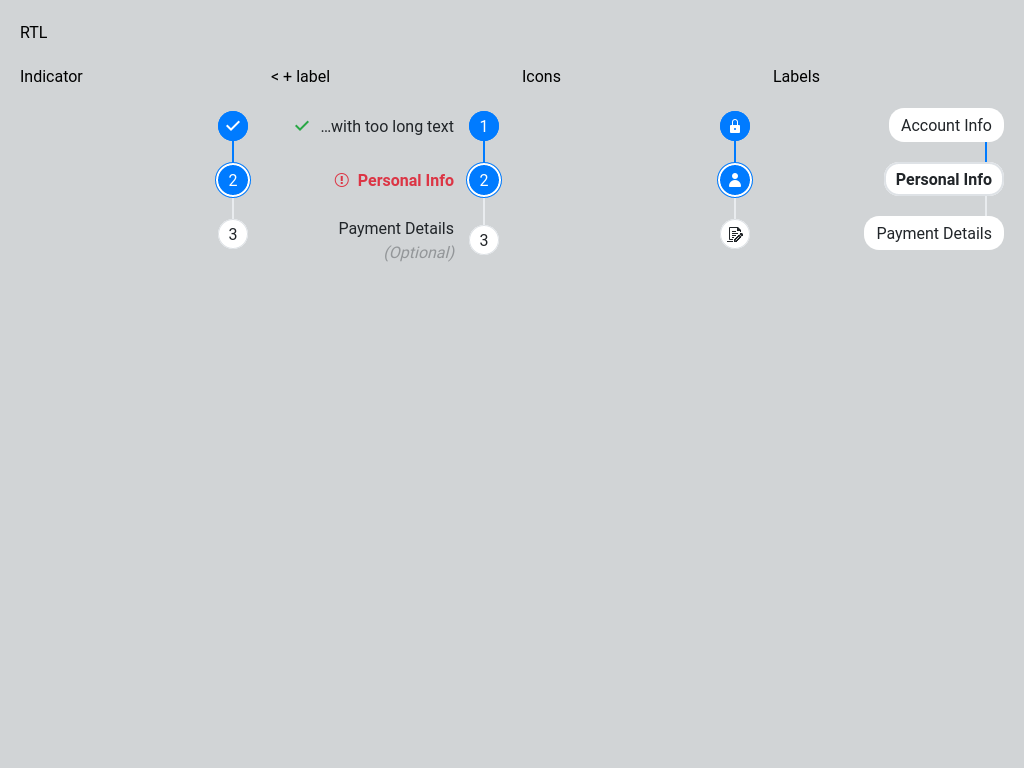 RTL
Indicator
< + label
Icons
Labels
2
3
...with too long text
1
Personal Info
2
Payment Details
(Optional)
3
Account Info
Personal Info
Payment Details